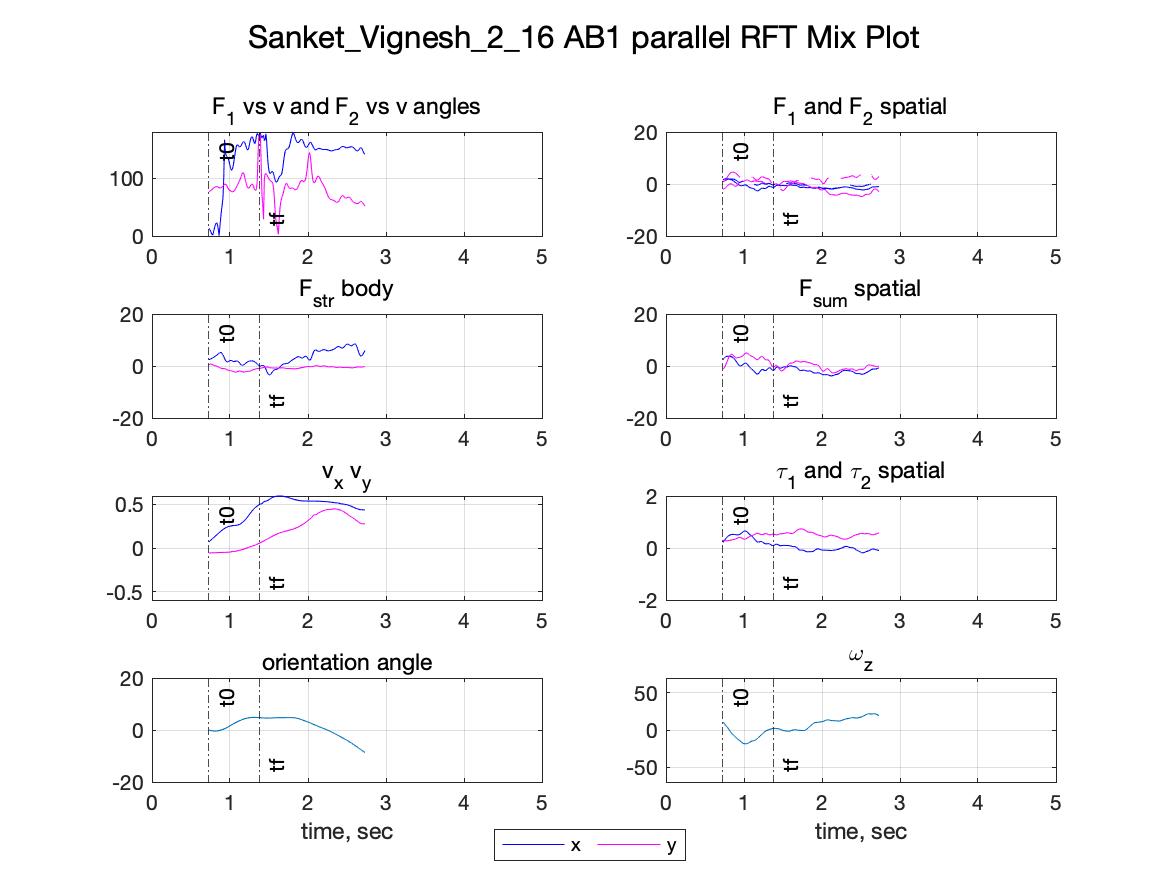 Sanket_Vignesh_2_16 AB1 parallel RFT Mix Plot
F₁ vs v and F₂ vs v angles
100
0
t0
tf
0 1 2 3 4 5
F₁ and F₂ spatial
20
0
-20
t0
tf
0 1 2 3 4 5
F_str body
20
0
-20
t0
tf
0 1 2 3 4 5
F_sum spatial
20
0
-20
t0
tf
0 1 2 3 4 5
v_x v_y
0.5
0
-0.5
t0
tf
0 1 2 3 4 5
τ₁ and τ₂ spatial
2
0
-2
t0
tf
0 1 2 3 4 5
orientation angle
20
0
-20
t0
tf
0 1 2 3 4 5
time, sec
ω_z
50
0
-50
t0
tf
0 1 2 3 4 5
time, sec
x y